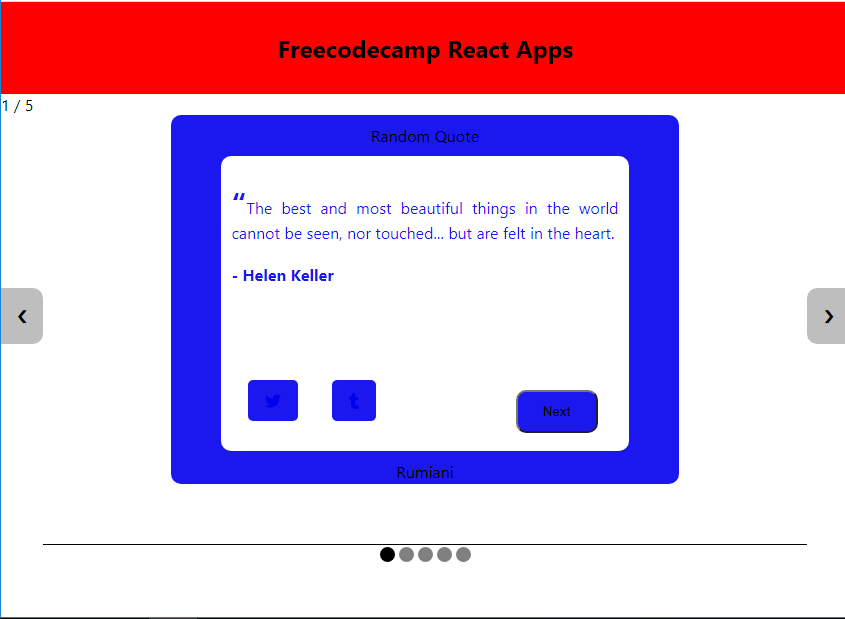 Freecodecamp React Apps
1 / 5
Random Quote
“The best and most beautiful things in the world
cannot be seen, nor touched... but are felt in the heart.
- Helen Keller
❮
❯
t
Next
Rumiani